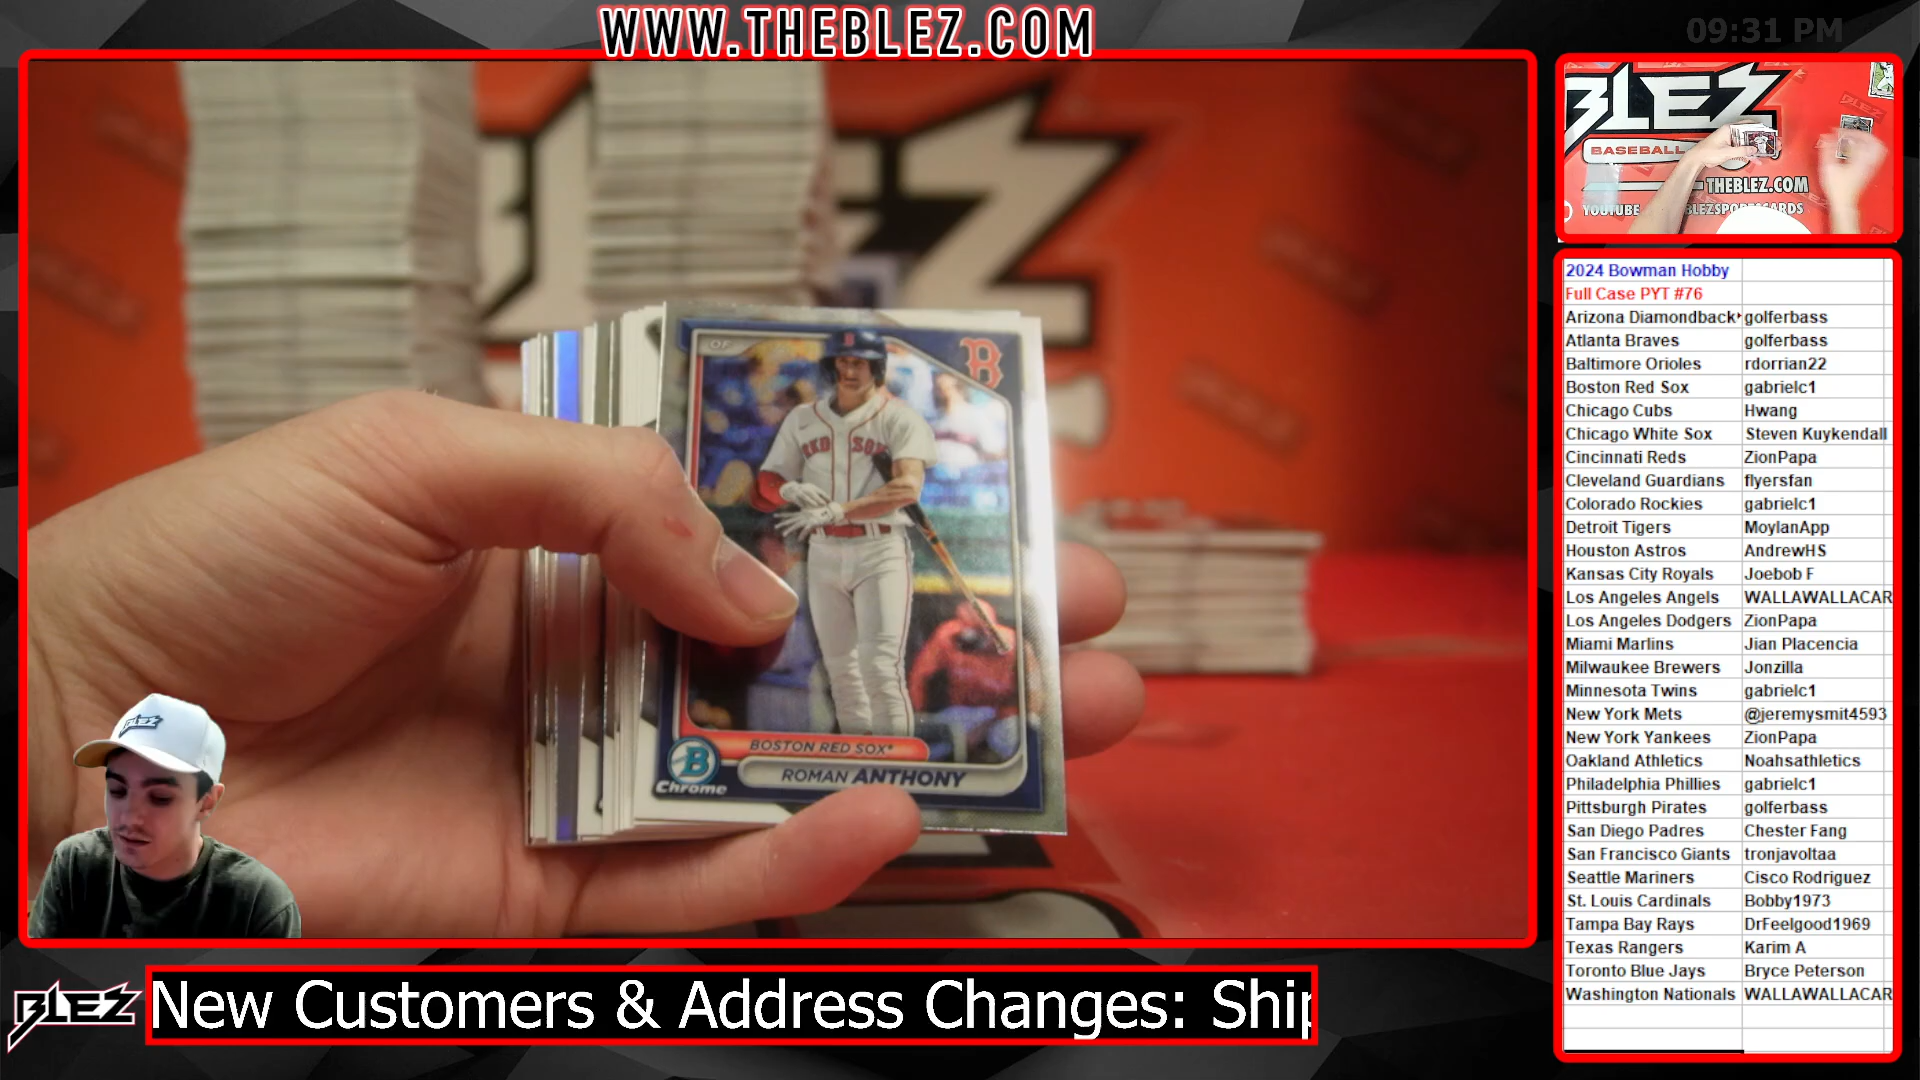 WWW.THEBLEZ.COM
09:31 PM
BLEZ
BASEBALL
THEBLEZ.COM
YOUTUBE
BLEZ
OF
B
RED SOX
BOSTON RED SOX
ROMAN ANTHONY
B
Chrome
2024 Bowman Hobby
Full Case PYT #76
Arizona Diamondback golferbass
Atlanta Braves golferbass
Baltimore Orioles rdorrian22
Boston Red Sox gabrielc1
Chicago Cubs Hwang
Chicago White Sox Steven Kuykendall
Cincinnati Reds ZionPapa
Cleveland Guardians flyersfan
Colorado Rockies gabrielc1
Detroit Tigers MoylanApp
Houston Astros AndrewHS
Kansas City Royals Joebob F
Los Angeles Angels WALLAWALLACAR
Los Angeles Dodgers ZionPapa
Miami Marlins Jian Placencia
Milwaukee Brewers Jonzilla
Minnesota Twins gabrielc1
New York Mets @jeremysmit4593
New York Yankees ZionPapa
Oakland Athletics Noahsathletics
Philadelphia Phillies gabrielc1
Pittsburgh Pirates golferbass
San Diego Padres Chester Fang
San Francisco Giants tronjavoltaa
Seattle Mariners Cisco Rodriguez
St. Louis Cardinals Bobby1973
Tampa Bay Rays DrFeelgood1969
Texas Rangers Karim A
Toronto Blue Jays Bryce Peterson
Washington Nationals WALLAWALLACAR
BLEZ
New Customers & Address Changes: Ship